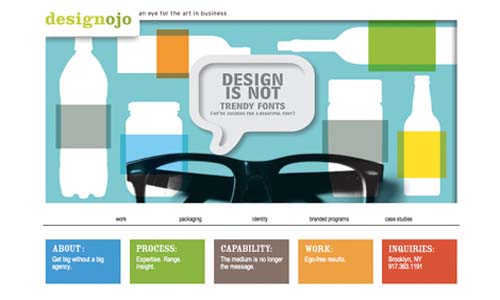 designojo
an eye for the art in business
DESIGN
IS NOT
TRENDY FONTS
(WE'RE SUCKERS FOR A BEAUTIFUL FONT)
work
packaging
identity
branded programs
case studies
ABOUT:
Get big without a big
agency.
PROCESS:
Expertise. Range.
Insight.
CAPABILITY:
The medium is no longer
the message.
WORK:
Ego-free results.
INQUIRIES:
Brooklyn, NY
917.363.1191